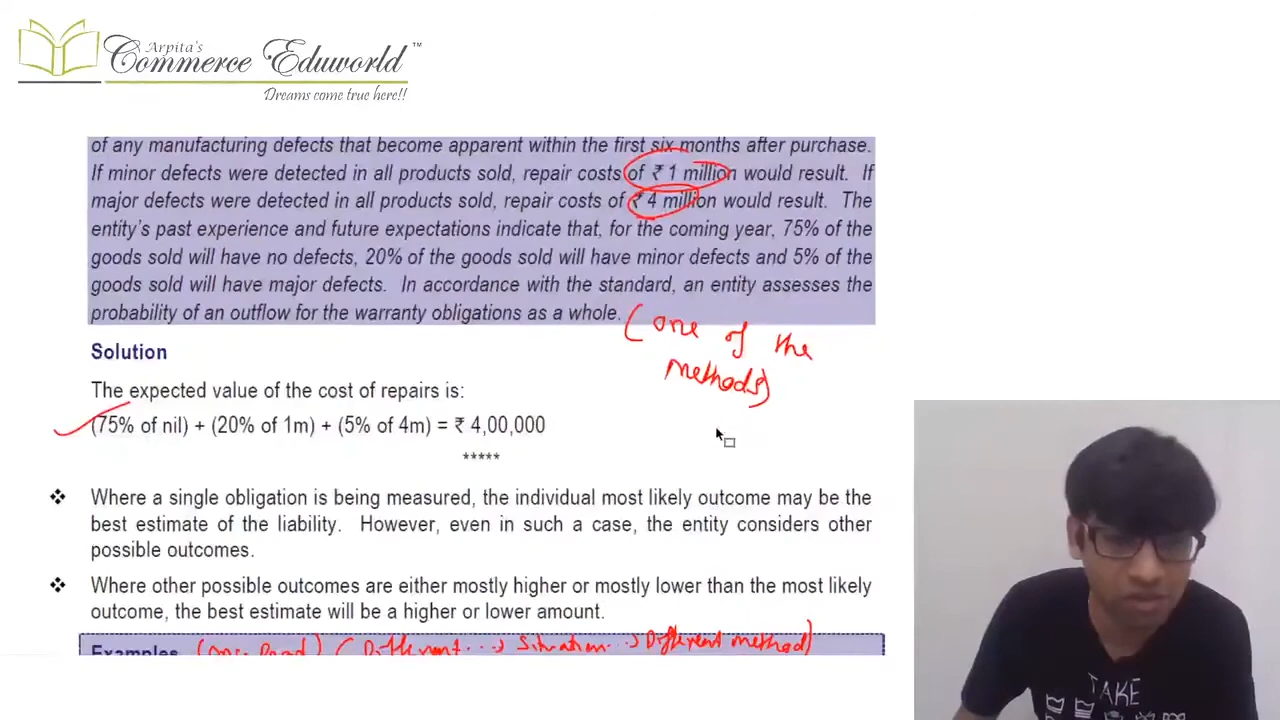 Arpita's
Commerce Eduworld ™
Dreams come true here!!
of any manufacturing defects that become apparent within the first six months after purchase.
If minor defects were detected in all products sold, repair costs of ₹ 1 million would result. If
major defects were detected in all products sold, repair costs of ₹ 4 million would result. The
entity's past experience and future expectations indicate that, for the coming year, 75% of the
goods sold will have no defects, 20% of the goods sold will have minor defects and 5% of the
goods sold will have major defects. In accordance with the standard, an entity assesses the
probability of an outflow for the warranty obligations as a whole.
(one of the
methods)
Solution
The expected value of the cost of repairs is:
(75% of nil) + (20% of 1m) + (5% of 4m) = ₹ 4,00,000
*****
❖ Where a single obligation is being measured, the individual most likely outcome may be the
best estimate of the liability. However, even in such a case, the entity considers other
possible outcomes.
❖ Where other possible outcomes are either mostly higher or mostly lower than the most likely
outcome, the best estimate will be a higher or lower amount.
Examples (Different... Situation... Different method)
TAKE